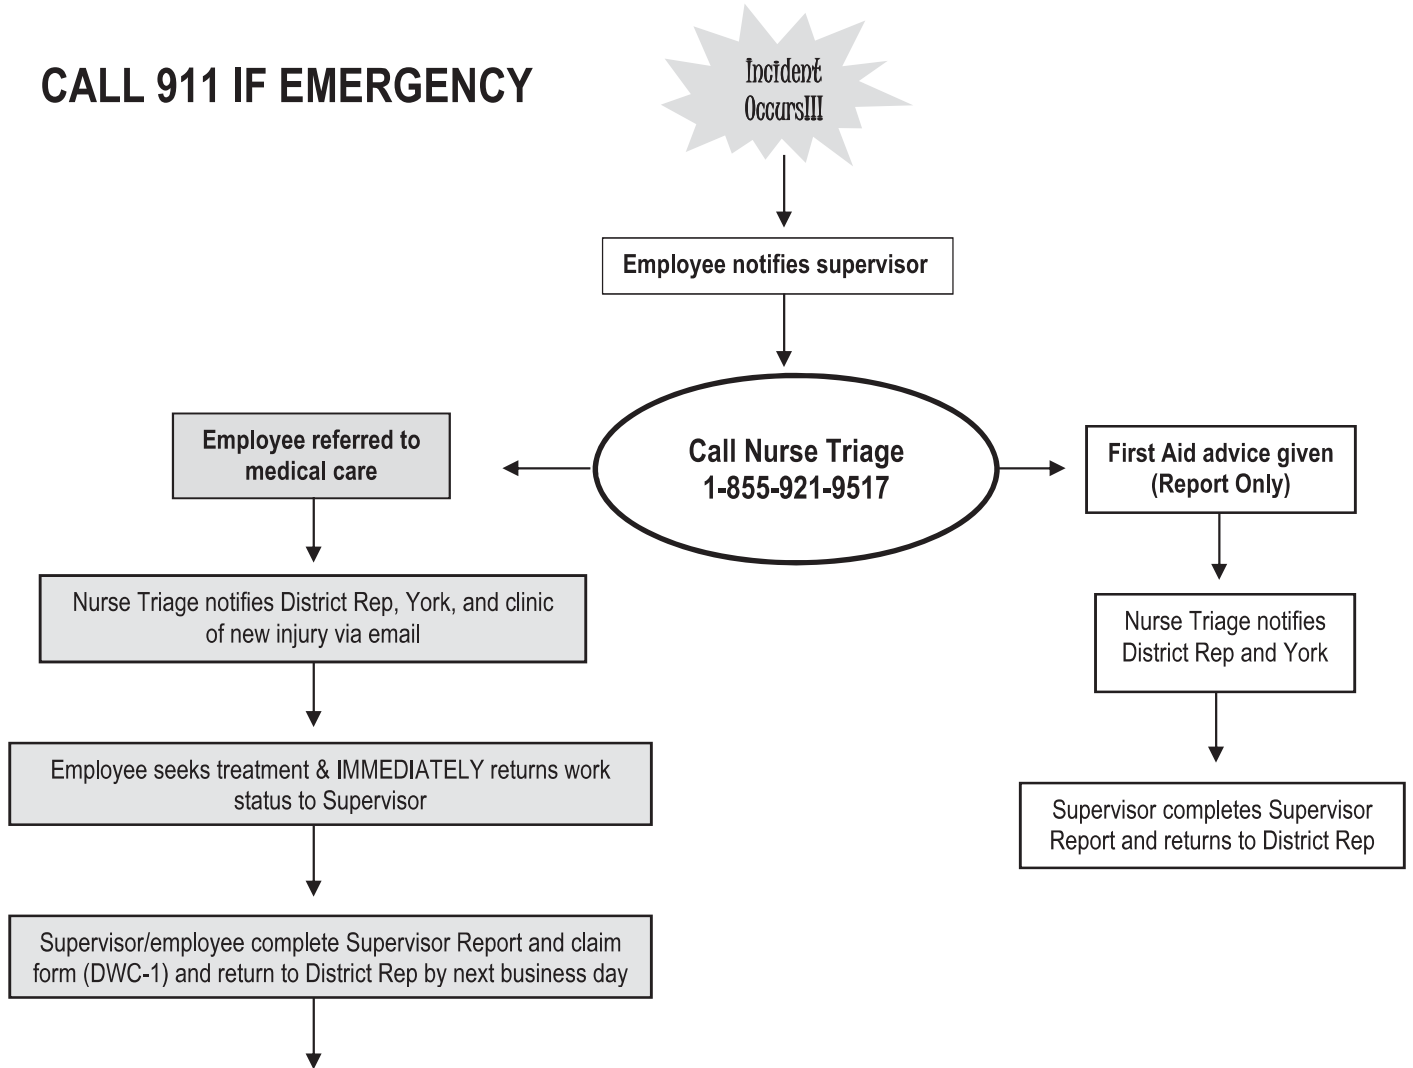 CALL 911 IF EMERGENCY
Incident
Occurs!!!
Employee notifies supervisor
Call Nurse Triage
1-855-921-9517
Employee referred to
medical care
First Aid advice given
(Report Only)
Nurse Triage notifies District Rep, York, and clinic
of new injury via email
Nurse Triage notifies
District Rep and York
Employee seeks treatment & IMMEDIATELY returns work
status to Supervisor
Supervisor completes Supervisor
Report and returns to District Rep
Supervisor/employee complete Supervisor Report and claim
form (DWC-1) and return to District Rep by next business day